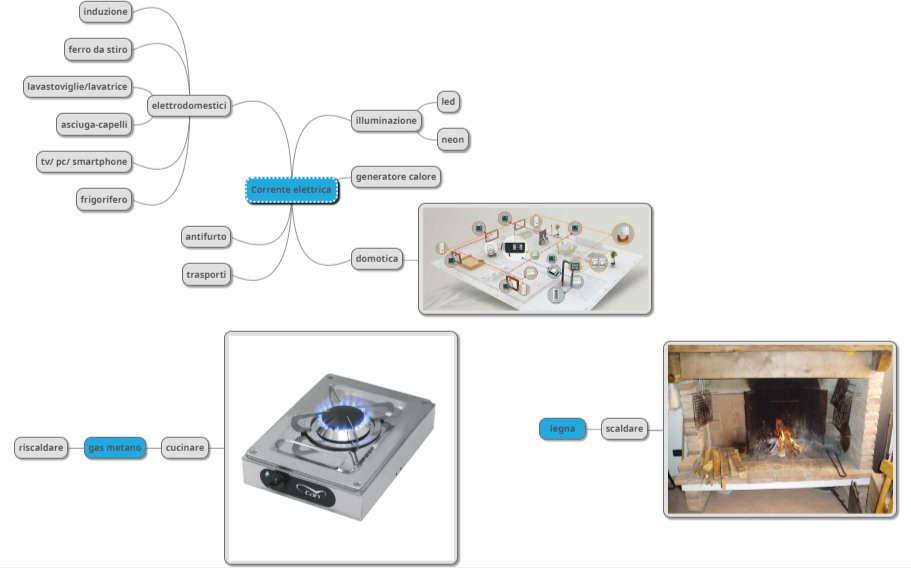 induzione
ferro da stiro
lavastoviglie/lavatrice
elettrodomestici
asciuga-capelli
tv/ pc/ smartphone
frigorifero
led
illuminazione
neon
generatore calore
Corrente elettrica
antifurto
domotica
trasporti
riscaldare
gas metano
cucinare
can
legna
scaldare